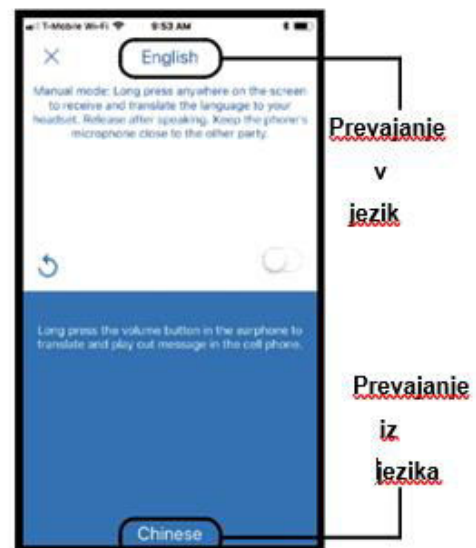 T-Mobile Wi-Fi 9:53 AM
English
Manual mode: Long press anywhere on the screen
to receive and translate the language to your
headset. Release after speaking. Keep the phone's
microphone close to the other party.
Prevajanje
v
jezik
Long press the volume button in the earphone to
translate and play out message in the cell phone.
Prevajanje
iz
jezika
Chinese